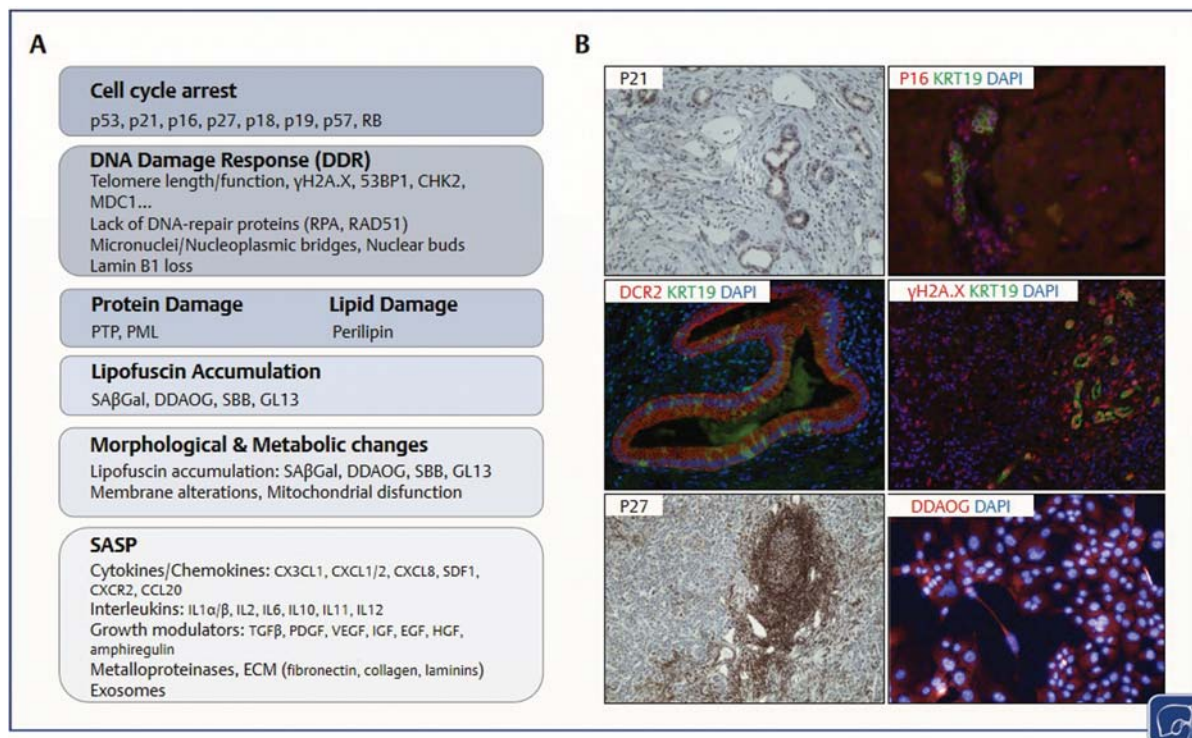 A
Cell cycle arrest
p53, p21, p16, p27, p18, p19, p57, RB
DNA Damage Response (DDR)
Telomere length/function, γH2A.X, 53BP1, CHK2,
MDC1...
Lack of DNA-repair proteins (RPA, RAD51)
Micronuclei/Nucleoplasmic bridges, Nuclear buds
Lamin B1 loss
Protein Damage
PTP, PML
Lipid Damage
Perilipin
Lipofuscin Accumulation
SAβGal, DDAOG, SBB, GL13
Morphological & Metabolic changes
Lipofuscin accumulation: SAβGal, DDAOG, SBB, GL13
Membrane alterations, Mitochondrial disfunction
SASP
Cytokines/Chemokines: CX3CL1, CXCL1/2, CXCL8, SDF1,
CXCR2, CCL20
Interleukins: IL1α/β, IL2, IL6, IL10, IL11, IL12
Growth modulators: TGFβ, PDGF, VEGF, IGF, EGF, HGF,
amphiregulin
Metalloproteinases, ECM (fibronectin, collagen, laminins)
Exosomes
B
P21
P16 KRT19 DAPI
DCR2 KRT19 DAPI
γH2A.X KRT19 DAPI
P27
DDAOG DAPI